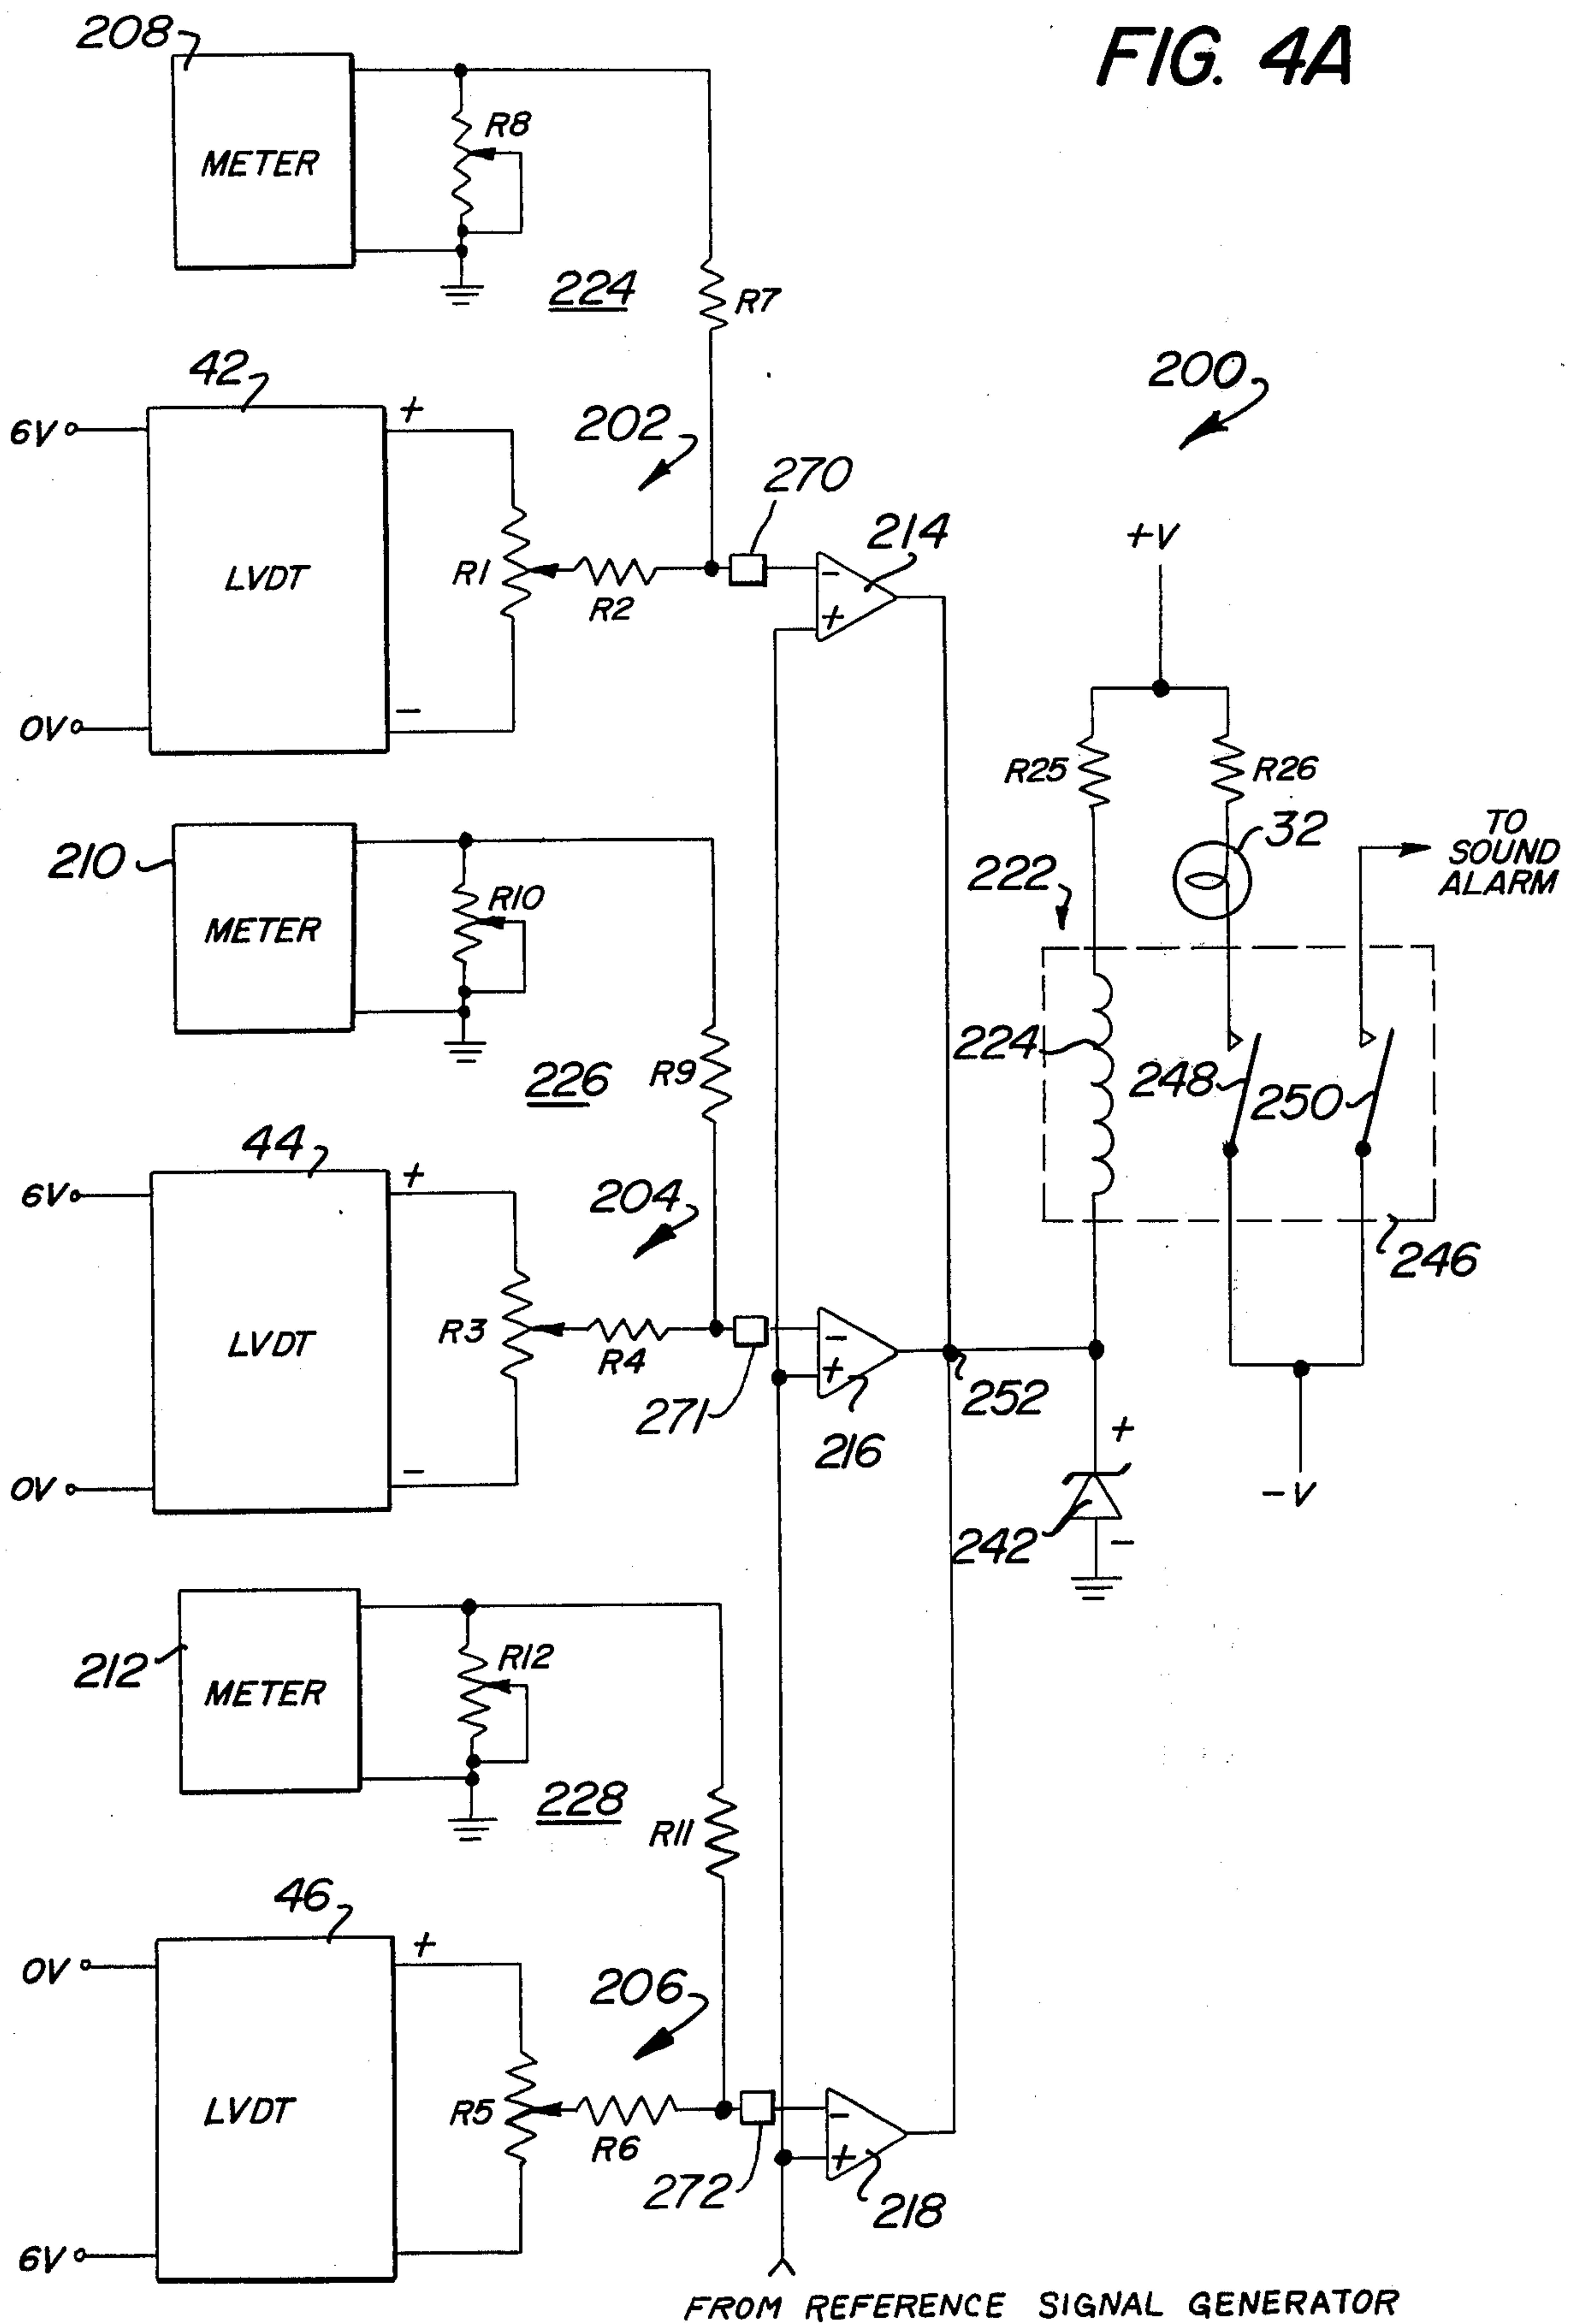 FIG. 4A
208
METER
R8
224
R7
42
200
6V
+
202
270
214
+V
LVDT
R1
R2
-
+
0V
-
R25
R26
32
TO
SOUND
ALARM
210
METER
R10
222
226
R9
224
248
250
44
6V
+
204
246
LVDT
R3
R4
-
+
271
252
216
+
0V
-
-V
242
-
212
METER
R12
228
R11
46
0V
+
206
LVDT
R5
R6
-
+
272
218
6V
FROM REFERENCE SIGNAL GENERATOR